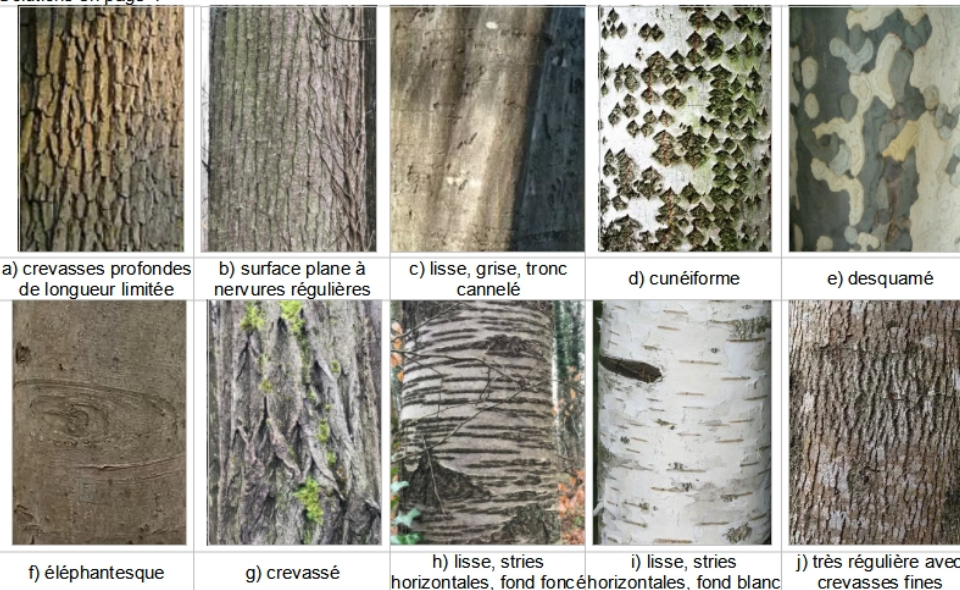 a) crevasses profondes
de longueur limitée
b) surface plane à
nervures régulières
c) lisse, grise, tronc
cannelé
d) cunéiforme
e) desquamé
f) éléphantesque
g) crevassé
h) lisse, stries
horizontales, fond foncé
i) lisse, stries
horizontales, fond blanc
j) très régulière avec
crevasses fines